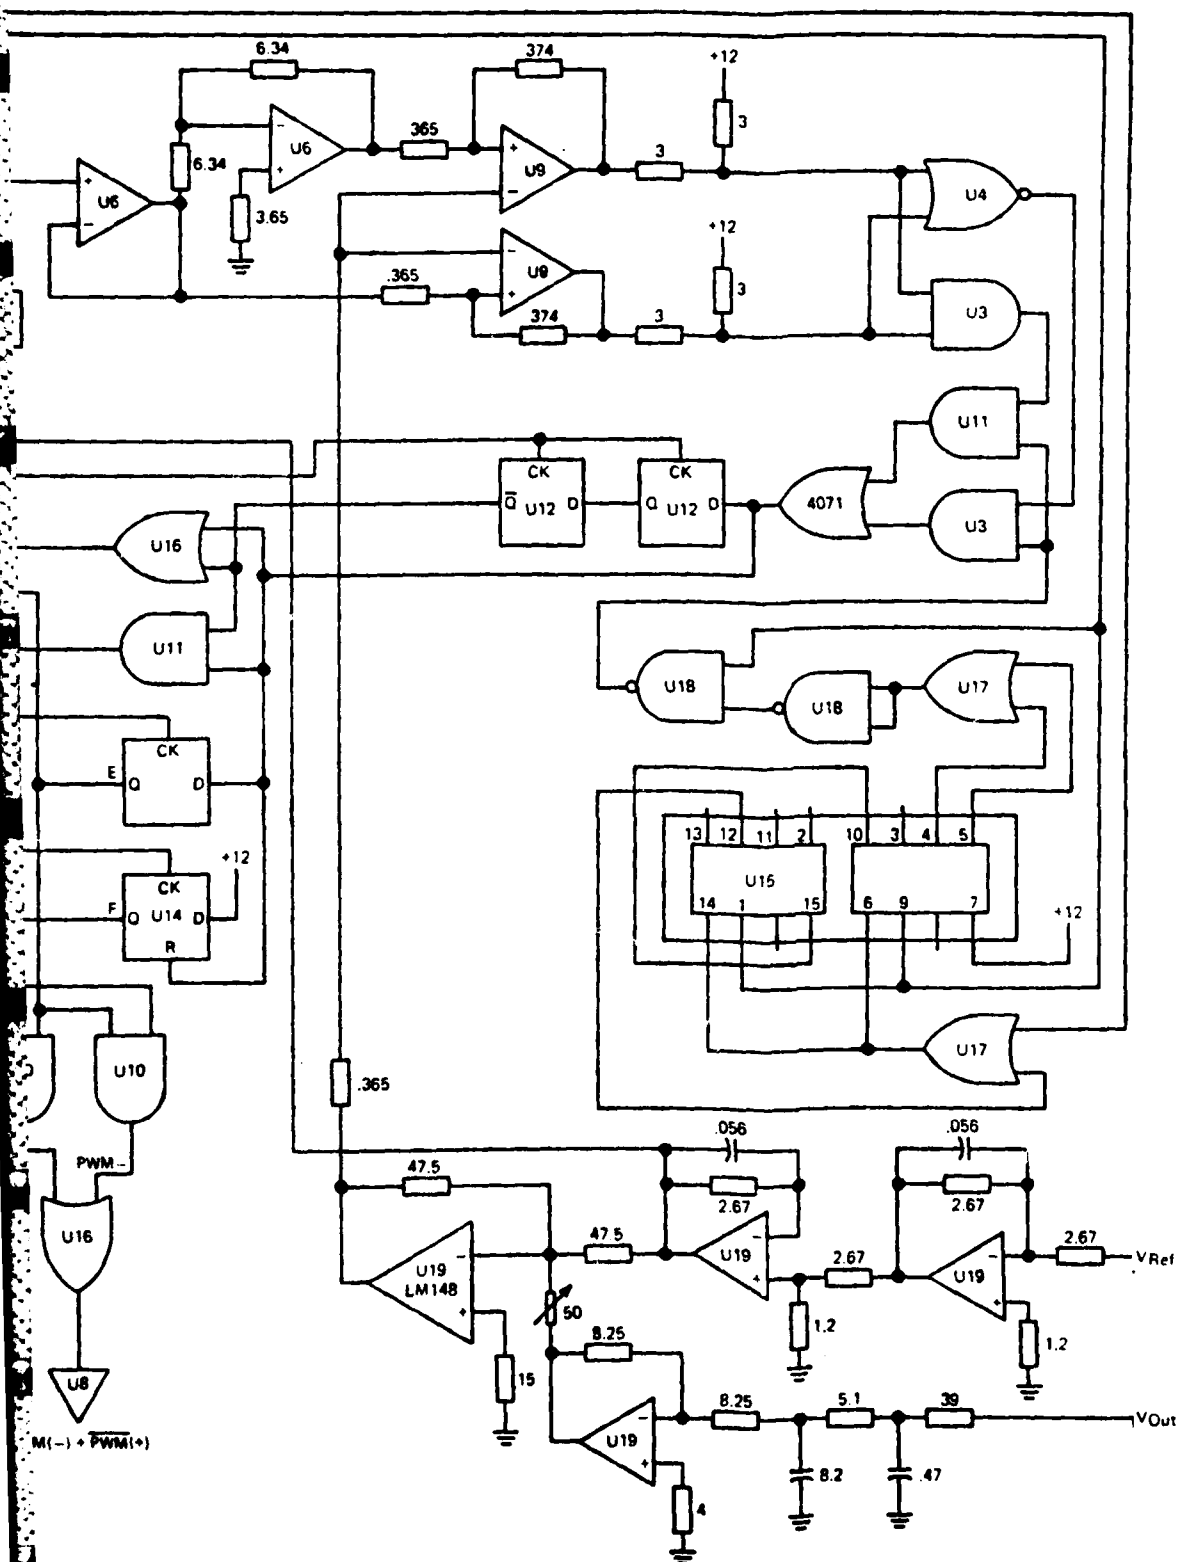 6.34
374
+12
3
365
U6
6.34
U9
3
U6
U4
3.65
+12
U9
3
.365
U3
374
3
U11
CK
CK
Q̅ U12 D
Q U12 D
4071
U3
U16
U11
U18
U18
U17
CK
E Q D
13 12 11 2 10 3 4 5
+12
CK
U15
F Q U14 D
14 1 15 6 9 7
+12
R
U17
U10
.365
.056
.056
PWM-
47.5
2.67
2.67
U16
47.5
U19
2.67
VRef
U19
LM148
2.67
U19
50
1.2
1.2
8.25
U8
15
8.25
5.1
39
VOut
U19
M(−) + P̅W̅M̅(+)
8.2
.47
4